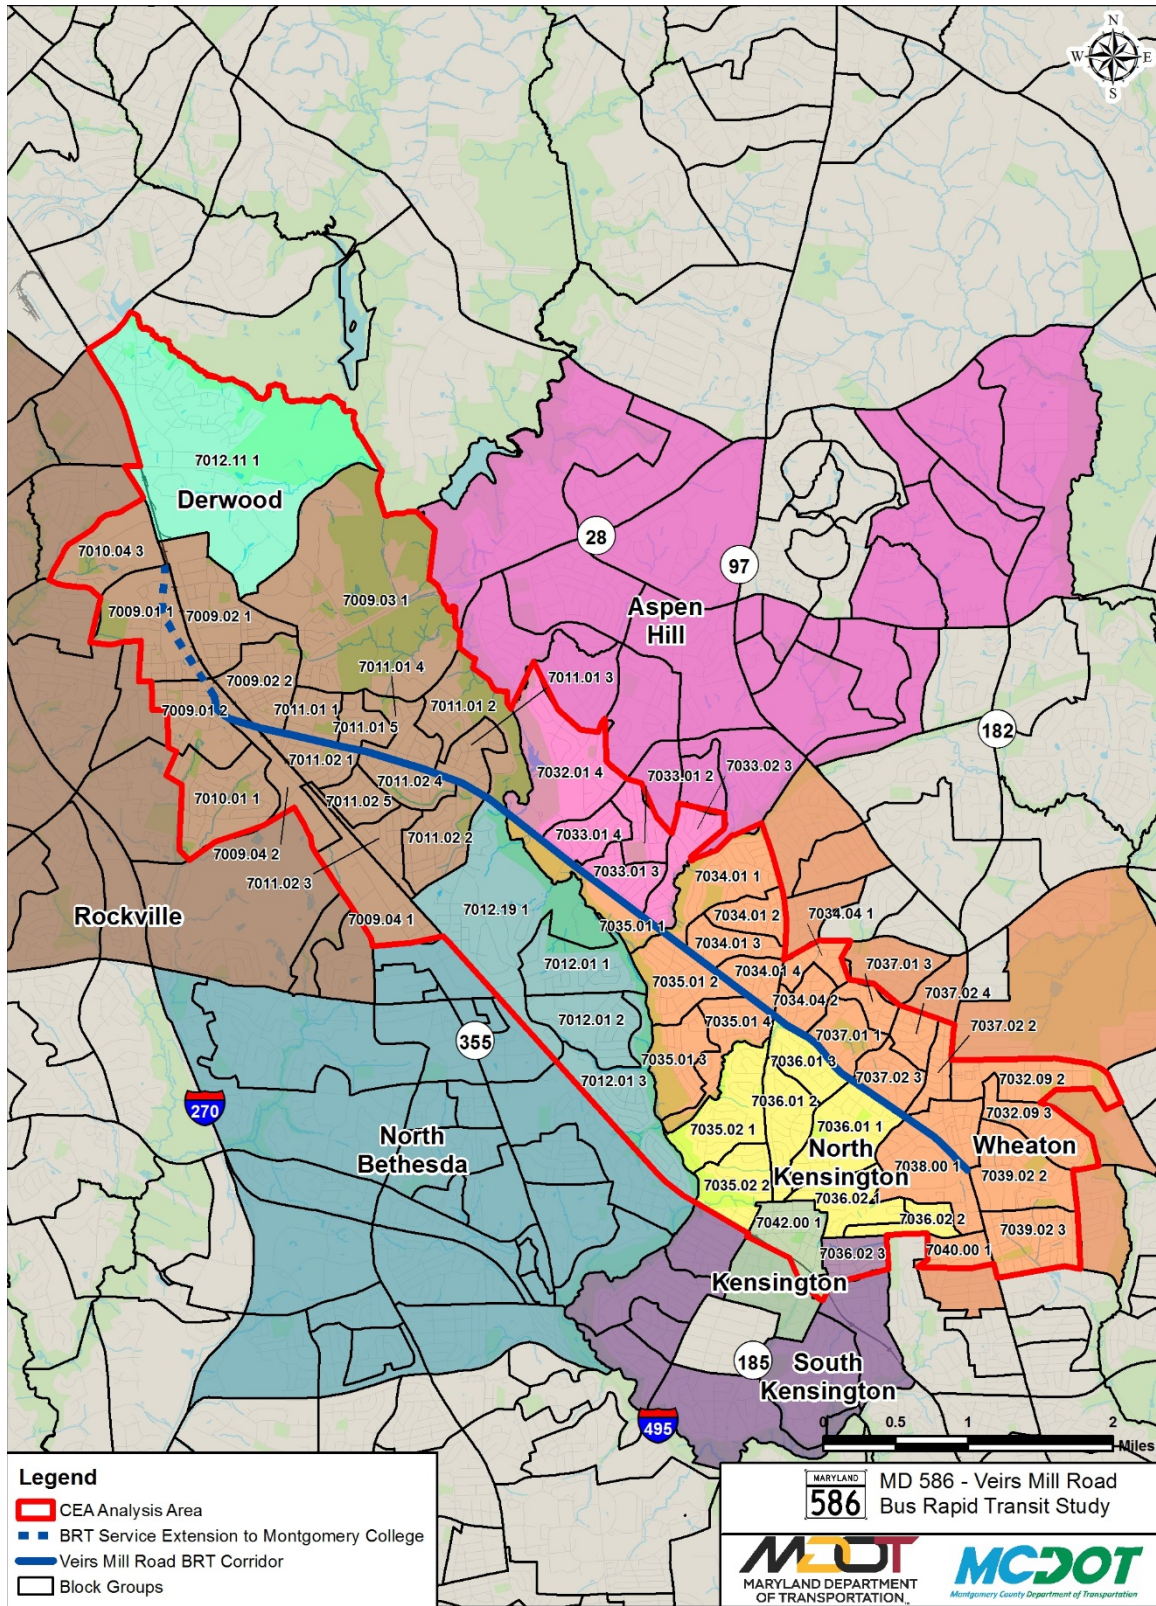 N
W
E
S
7012.11 1
Derwood
7010.04 3
28
97
7009.01 1
7009.02 1
7009.03 1
Aspen
Hill
7011.01 4
7009.02 2
7011.01 3
7011.01 2
7009.01 2
7011.01 1
7011.01 5
182
7011.02 1
7032.01 4
7033.01 2
7033.02 3
7011.02 4
7010.01 1
7011.02 5
7011.02 2
7033.01 4
7009.04 2
7033.01 3
7034.01 1
7011.02 3
Rockville
7009.04 1
7012.19 1
7034.01 2
7034.04 1
7035.01 1
7034.01 3
7012.01 1
7037.01 3
7034.01 4
7035.01 2
7037.02 4
7034.04 2
7012.01 2
7035.01 4
7037.02 2
7037.01 1
355
7035.01 3
7036.01 3
7037.02 3
7012.01 3
7032.09 2
270
7036.01 2
7032.09 3
7036.01 1
7035.02 1
North
Bethesda
North
Kensington
Wheaton
7038.00 1
7039.02 2
7035.02 2
7036.02 1
7042.00 1
7036.02 2
7039.02 3
7036.02 3
7040.00 1
Kensington
185
South
Kensington
495
0 0.5 1 2
Miles
Legend
CEA Analysis Area
BRT Service Extension to Montgomery College
Veirs Mill Road BRT Corridor
Block Groups
MARYLAND
586
MD 586 - Veirs Mill Road
Bus Rapid Transit Study
MDOT
MARYLAND DEPARTMENT
OF TRANSPORTATION
MCDOT
Montgomery County Department of Transportation